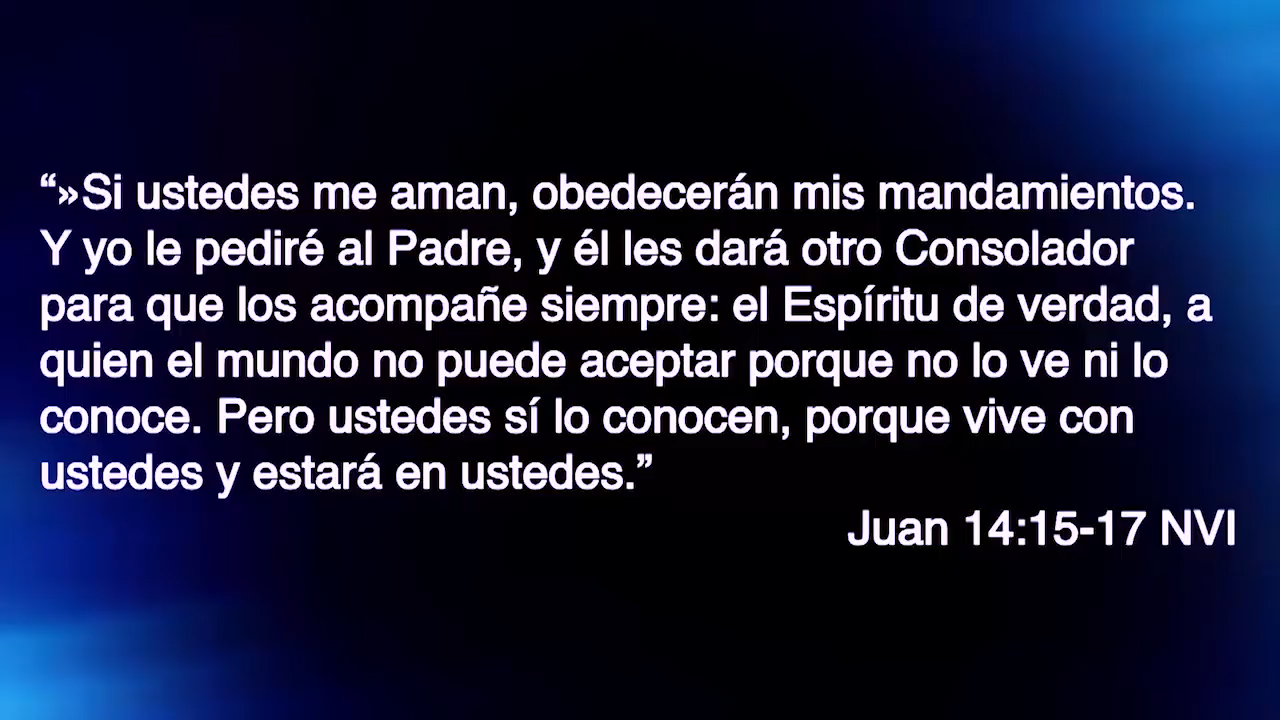 “»Si ustedes me aman, obedecerán mis mandamientos.
Y yo le pediré al Padre, y él les dará otro Consolador
para que los acompañe siempre: el Espíritu de verdad, a
quien el mundo no puede aceptar porque no lo ve ni lo
conoce. Pero ustedes sí lo conocen, porque vive con
ustedes y estará en ustedes.”
Juan 14:15-17 NVI